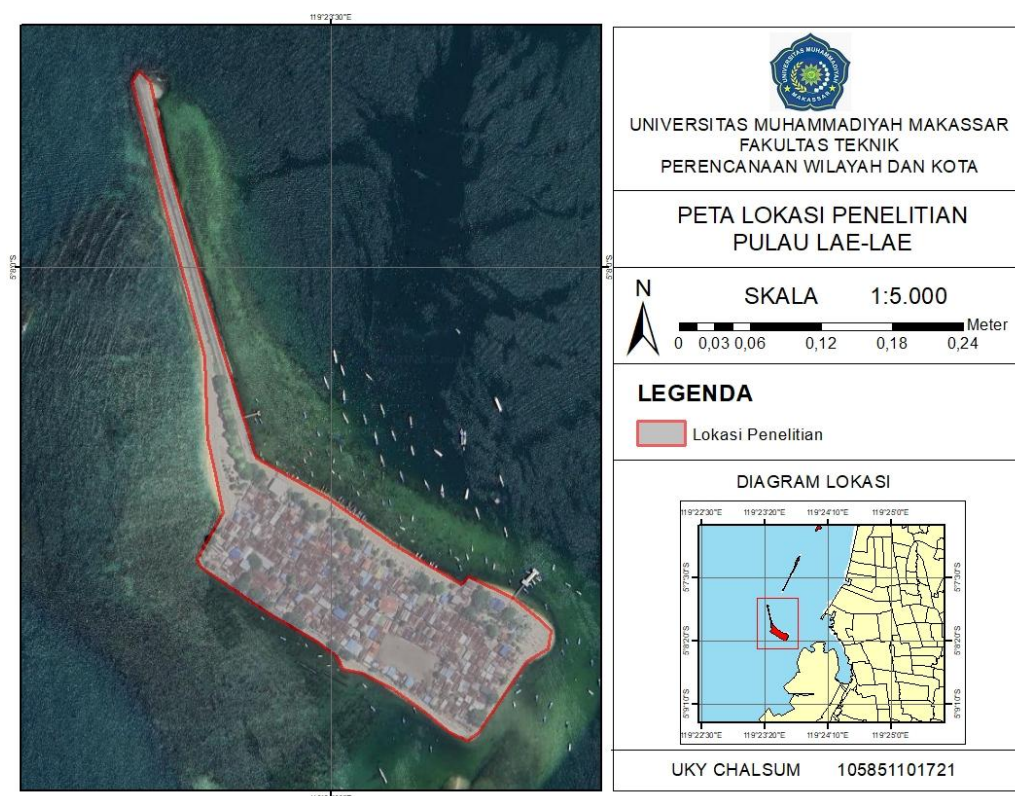 119°23'30"E
5°8'0"S
5°8'0"S
UNIVERSITAS MUHAMMADIYAH
MAKASSAR
UNIVERSITAS MUHAMMADIYAH MAKASSAR
FAKULTAS TEKNIK
PERENCANAAN WILAYAH DAN KOTA
PETA LOKASI PENELITIAN
PULAU LAE-LAE
N
SKALA 1:5.000
Meter
0 0,03 0,06 0,12 0,18 0,24
LEGENDA
Lokasi Penelitian
DIAGRAM LOKASI
119°22'30"E 119°23'20"E 119°24'10"E 119°25'0"E
5°7'30"S 5°7'30"S
5°8'20"S 5°8'20"S
5°9'10"S 5°9'10"S
119°22'30"E 119°23'20"E 119°24'10"E 119°25'0"E
UKY CHALSUM 105851101721